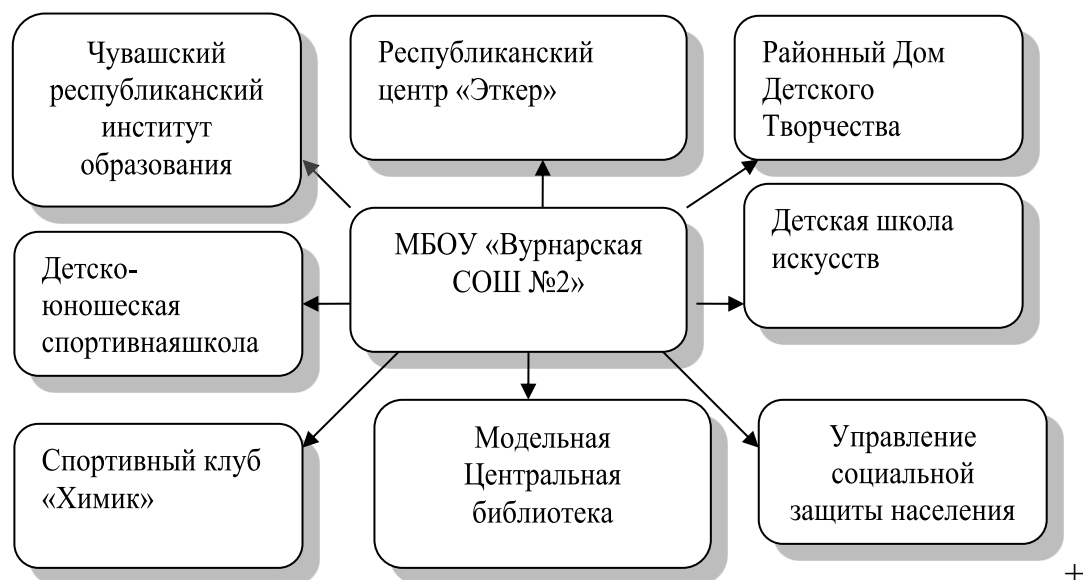 Чувашский
республиканский
институт
образования
Республиканский
центр «Эткер»
Районный Дом
Детского
Творчества
Детско-
юношеская
спортивнаяшкола
МБОУ «Вурнарская
СОШ №2»
Детская школа
искусств
Спортивный клуб
«Химик»
Модельная
Центральная
библиотека
Управление
социальной
защиты населения
+